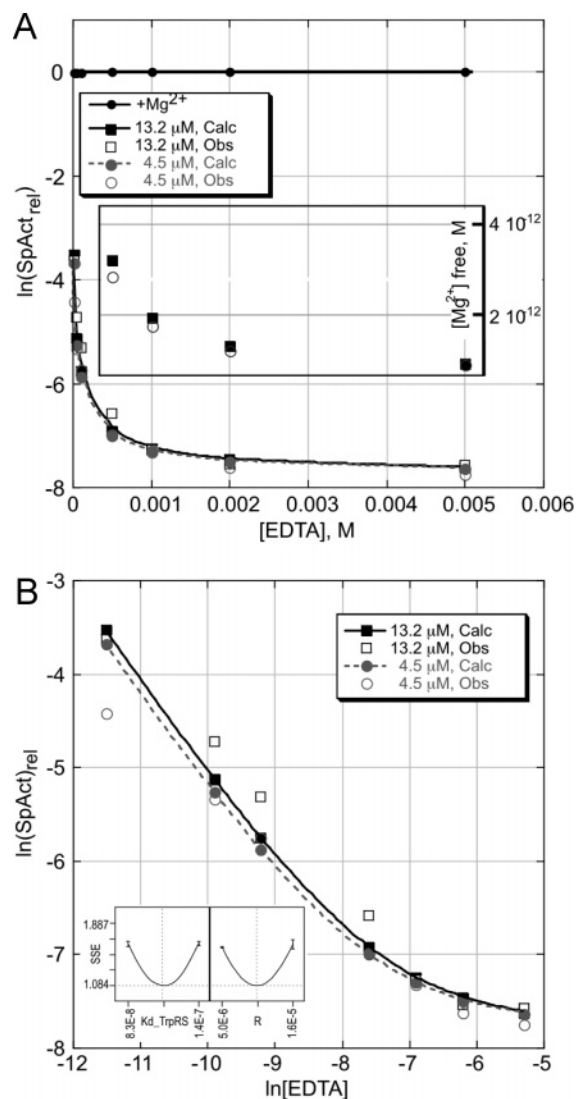 A
0
-2
-4
-6
-8
ln(SpAct_rel)
+Mg2+
13.2 μM, Calc
13.2 μM, Obs
4.5 μM, Calc
4.5 μM, Obs
4 10^-12
2 10^-12
[Mg2+] free, M
0 0.001 0.002 0.003 0.004 0.005 0.006
[EDTA], M
B
-3
-4
-5
-6
-7
-8
ln(SpAct)_rel
13.2 μM, Calc
13.2 μM, Obs
4.5 μM, Calc
4.5 μM, Obs
1.887
SSE
1.084
8.3E-8 Kd_TrpRS 1.4E-7 5.0E-6 R 1.6E-5
-12 -11 -10 -9 -8 -7 -6 -5
ln[EDTA]